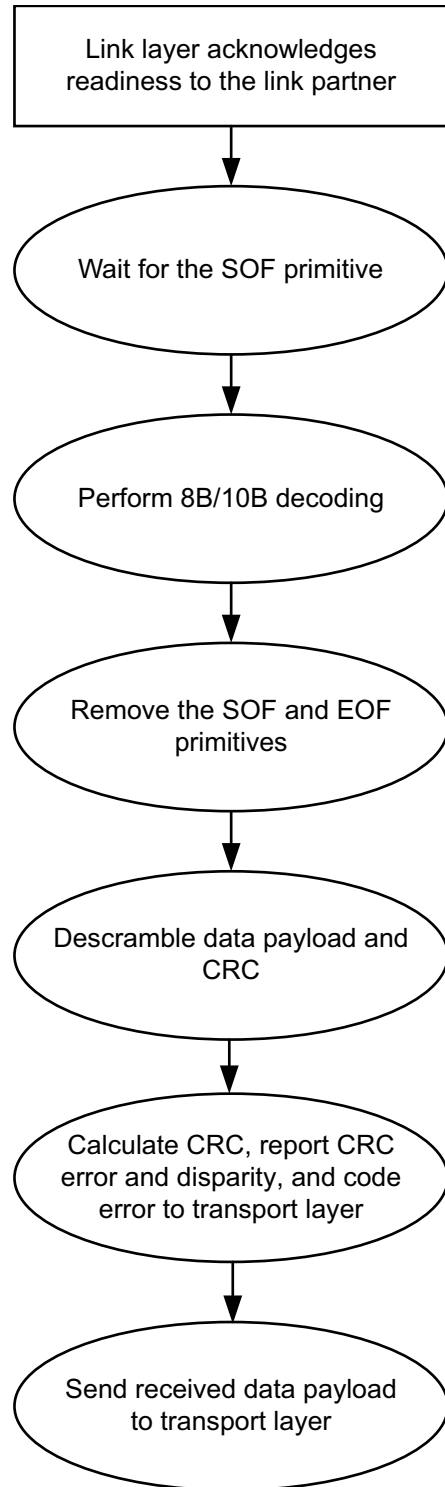 Link layer acknowledges
readiness to the link partner
Wait for the SOF primitive
Perform 8B/10B decoding
Remove the SOF and EOF
primitives
Descramble data payload and
CRC
Calculate CRC, report CRC
error and disparity, and code
error to transport layer
Send received data payload
to transport layer